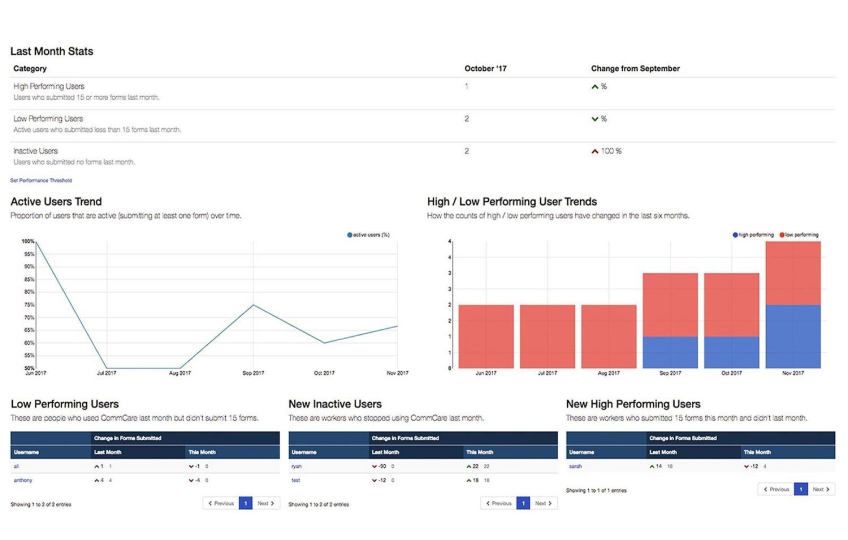 Last Month Stats
Category October '17 Change from September
High Performing Users 1 %
Users who submitted 15 or more forms last month.
Low Performing Users 2 %
Active users who submitted less than 15 forms last month.
Inactive Users 2 100 %
Users who submitted no forms last month.
Set Performance Threshold
Active Users Trend
Proportion of users that are active (submitting at least one form) over time.
active users (%)
100%
95%
90%
85%
80%
75%
70%
65%
60%
55%
50%
Jun 2017 Jul 2017 Aug 2017 Sep 2017 Oct 2017 Nov 2017
High / Low Performing User Trends
How the counts of high / low performing users have changed in the last six months.
high performing low performing
4
4
3
3
2
2
1
1
0
Jun 2017 Jul 2017 Aug 2017 Sep 2017 Oct 2017 Nov 2017
Low Performing Users
These are people who used CommCare last month but didn't submit 15 forms.
Change in Forms Submitted
Username Last Month This Month
ali 1 1 -1 0
anthony 4 4 -4 0
Showing 1 to 2 of 2 entries
Previous 1 Next
New Inactive Users
These are workers who stopped using CommCare last month.
Change in Forms Submitted
Username Last Month This Month
ryan -90 0 22 22
test -12 0 18 18
Showing 1 to 2 of 2 entries
Previous 1 Next
New High Performing Users
These are workers who submitted 15 forms this month and didn't last month.
Change in Forms Submitted
Username Last Month This Month
sarah 14 16 -12 4
Showing 1 to 1 of 1 entries
Previous 1 Next